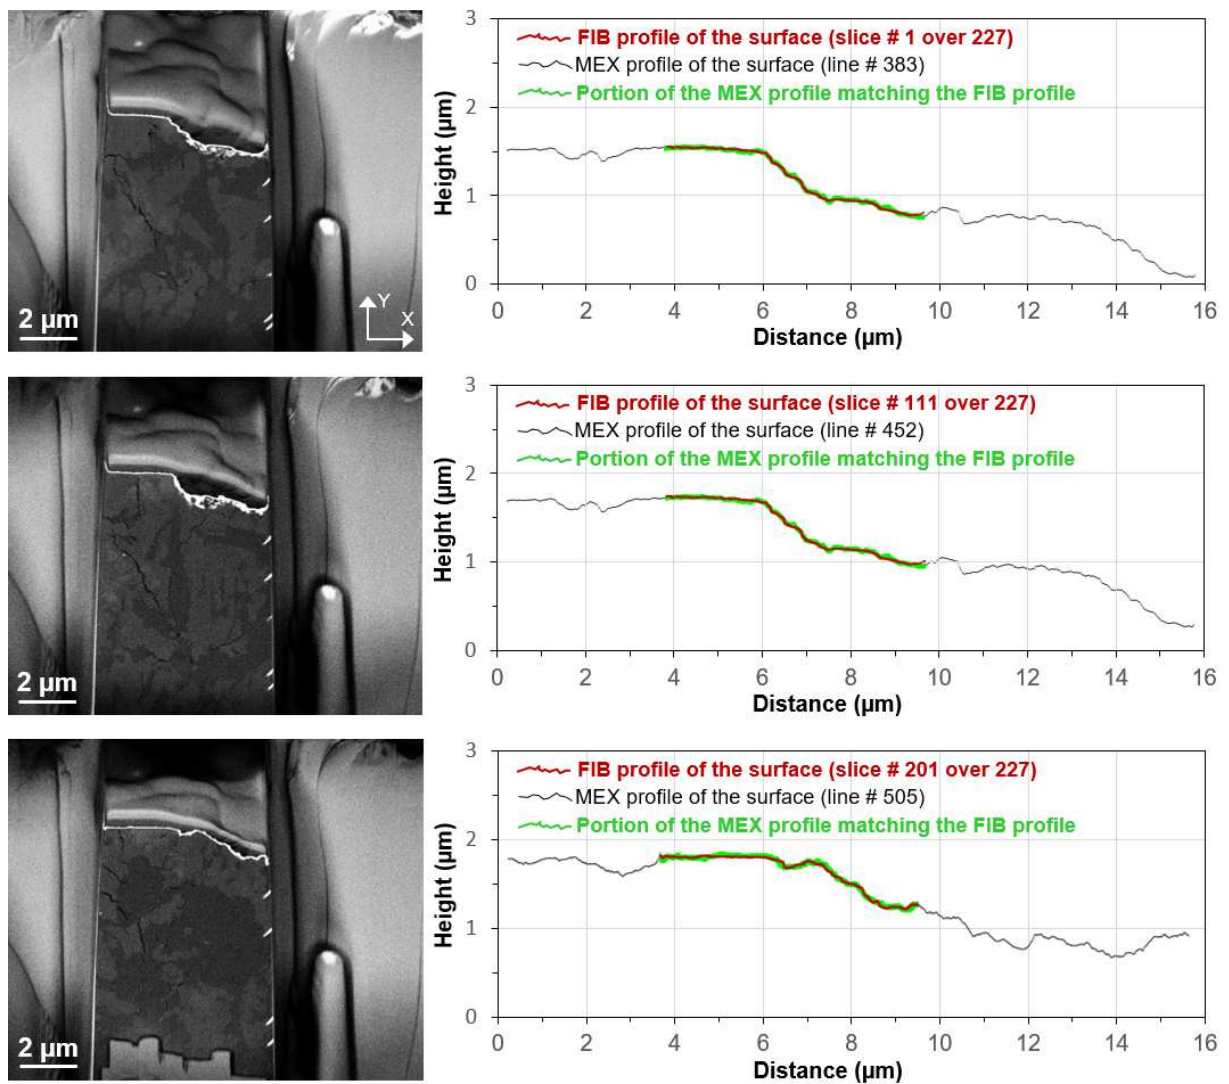 2 µm
Y
X
FIB profile of the surface (slice # 1 over 227)
MEX profile of the surface (line # 383)
Portion of the MEX profile matching the FIB profile
Height (µm)
3
2
1
0
0 2 4 6 8 10 12 14 16
Distance (µm)
2 µm
FIB profile of the surface (slice # 111 over 227)
MEX profile of the surface (line # 452)
Portion of the MEX profile matching the FIB profile
Height (µm)
3
2
1
0
0 2 4 6 8 10 12 14 16
Distance (µm)
2 µm
FIB profile of the surface (slice # 201 over 227)
MEX profile of the surface (line # 505)
Portion of the MEX profile matching the FIB profile
Height (µm)
3
2
1
0
0 2 4 6 8 10 12 14 16
Distance (µm)